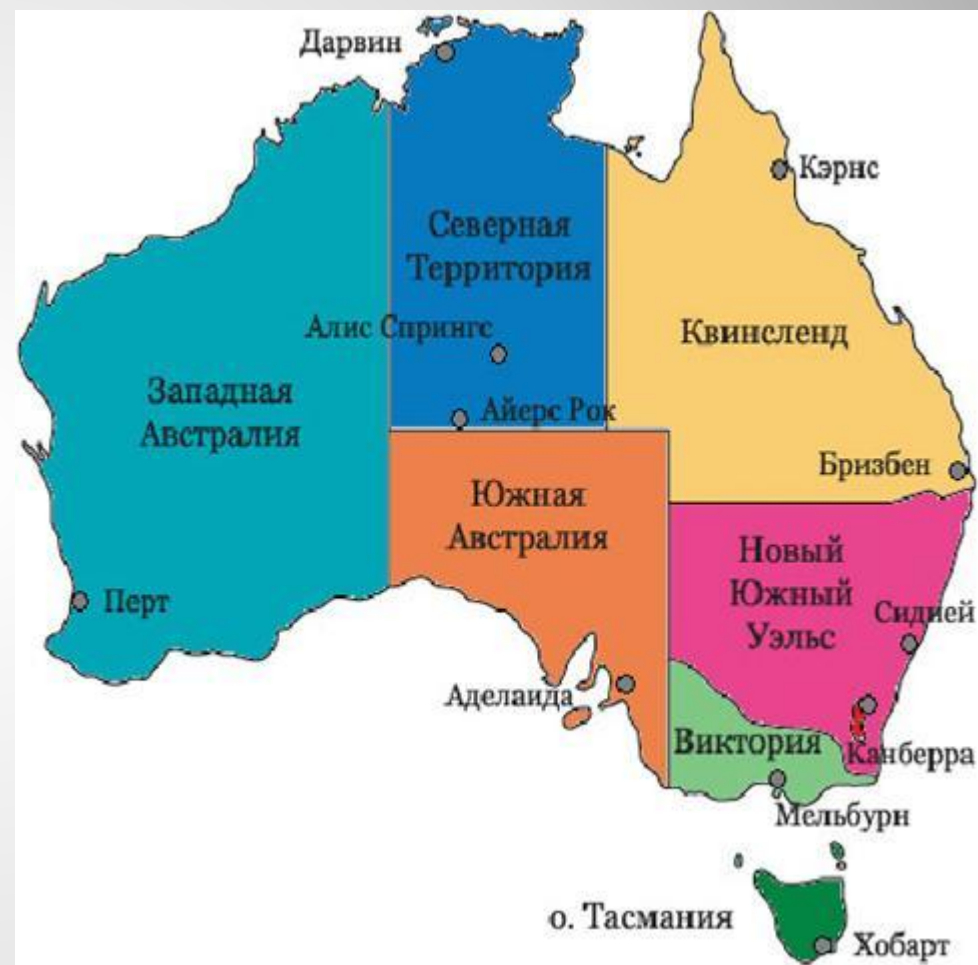 Дарвин
Кэрнс
Северная
Территория
Алис Спрингс
Квинсленд
Западная
Австралия
Айерс Рок
Бризбен
Южная
Австралия
Новый
Южный
Уэльс
Перт
Сидней
Аделаида
Виктория
Канберра
Мельбурн
о. Тасмания
Хобарт